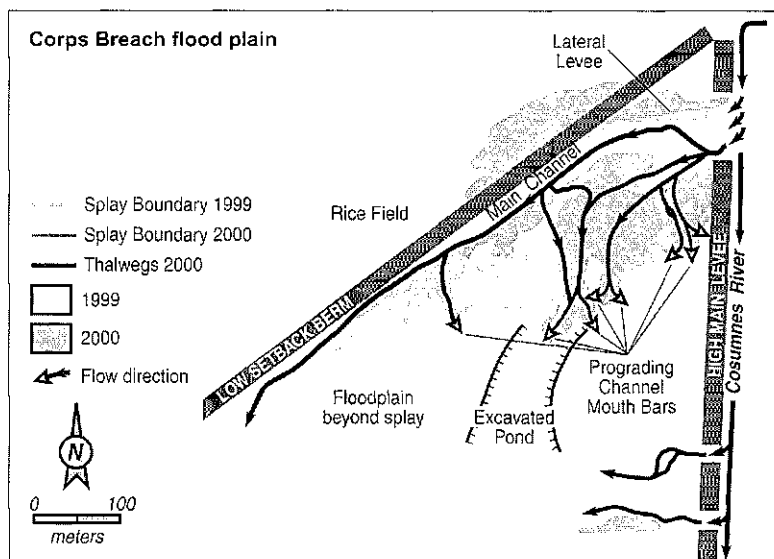 Corps Breach flood plain
Lateral
Levee
Main Channel
Splay Boundary 1999
Splay Boundary 2000
Thalwegs 2000
1999
2000
Flow direction
Rice Field
LOW SETBACK BERM
HIGH MAIN LEVEE
Cosumnes River
Floodplain
beyond splay
Excavated
Pond
Prograding
Channel
Mouth Bars
N
0 100
meters